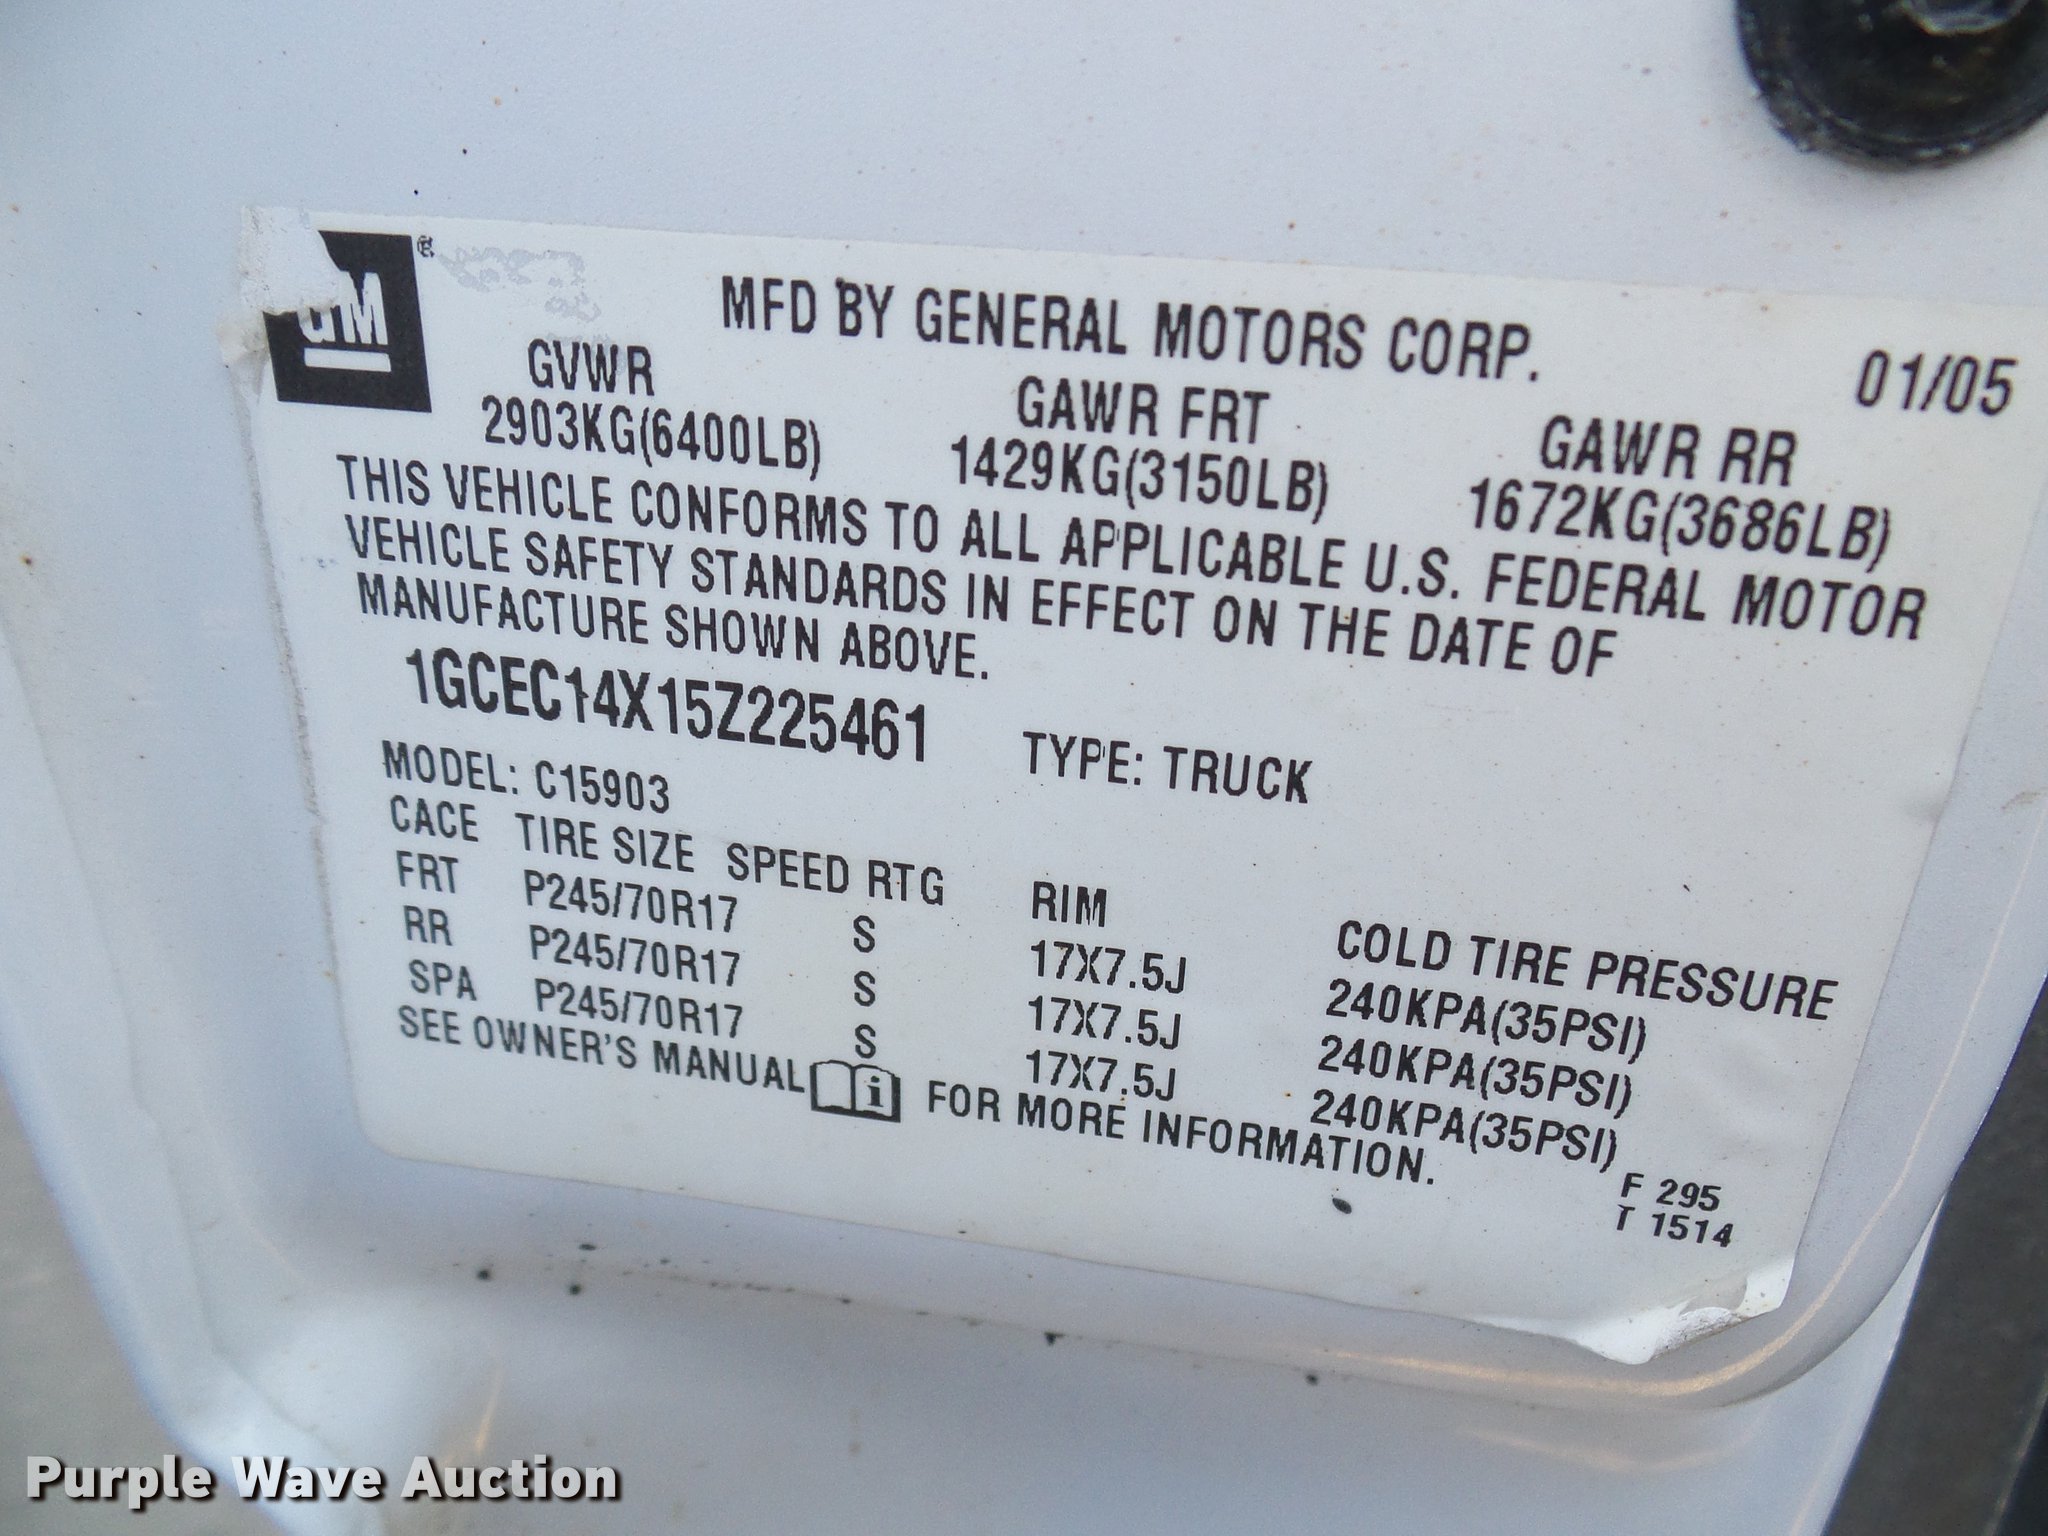 GM®
MFD BY GENERAL MOTORS CORP. 01/05
GVWR GAWR FRT GAWR RR
2903KG(6400LB) 1429KG(3150LB) 1672KG(3686LB)
THIS VEHICLE CONFORMS TO ALL APPLICABLE U.S. FEDERAL MOTOR
VEHICLE SAFETY STANDARDS IN EFFECT ON THE DATE OF
MANUFACTURE SHOWN ABOVE.
1GCEC14X15Z225461 TYPE: TRUCK
MODEL: C15903
CACE TIRE SIZE SPEED RTG RIM COLD TIRE PRESSURE
FRT P245/70R17 S 17X7.5J 240KPA(35PSI)
RR P245/70R17 S 17X7.5J 240KPA(35PSI)
SPA P245/70R17 S 17X7.5J 240KPA(35PSI)
SEE OWNER'S MANUAL i FOR MORE INFORMATION.
F 295
T 1514
Purple Wave Auction